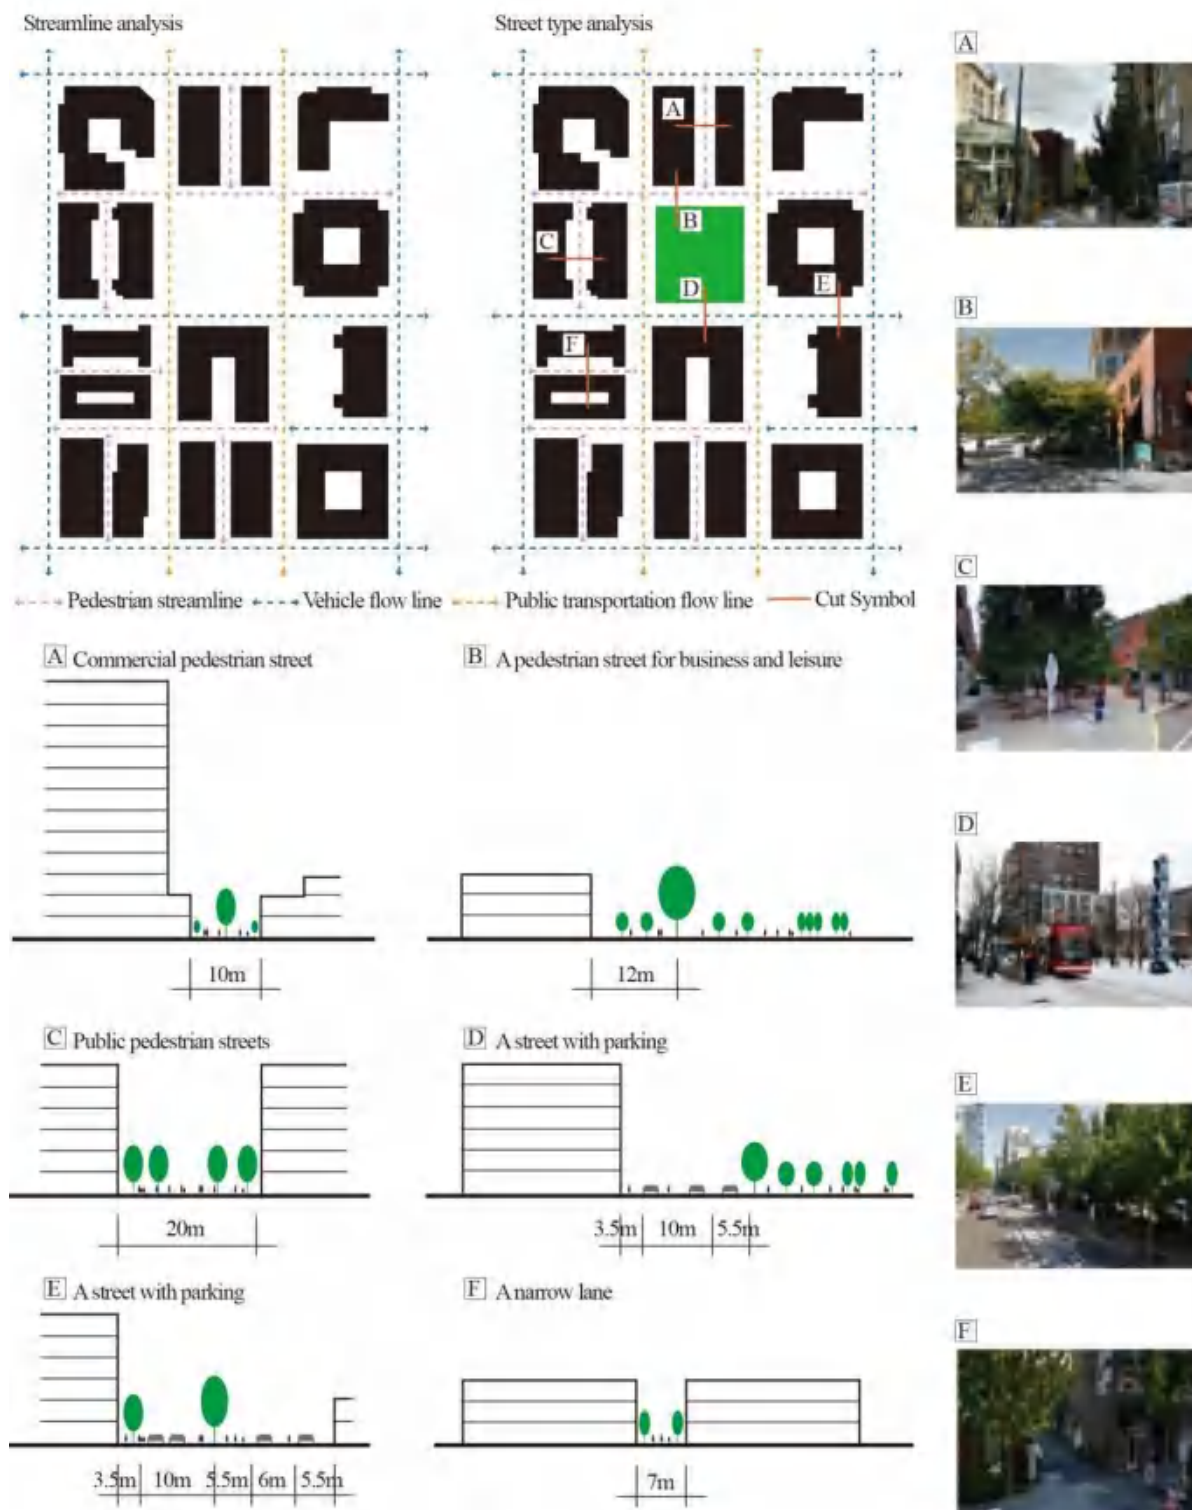 Streamline analysis
Street type analysis
A
A
B
C
D
E
F
B
C
D
E
F
Pedestrian streamline
Vehicle flow line
Public transportation flow line
Cut Symbol
A Commercial pedestrian street
B A pedestrian street for business and leisure
10m
12m
C Public pedestrian streets
D A street with parking
20m
3.5m 10m 5.5m
E A street with parking
F A narrow lane
3.5m 10m 5.5m 6m 5.5m
7m